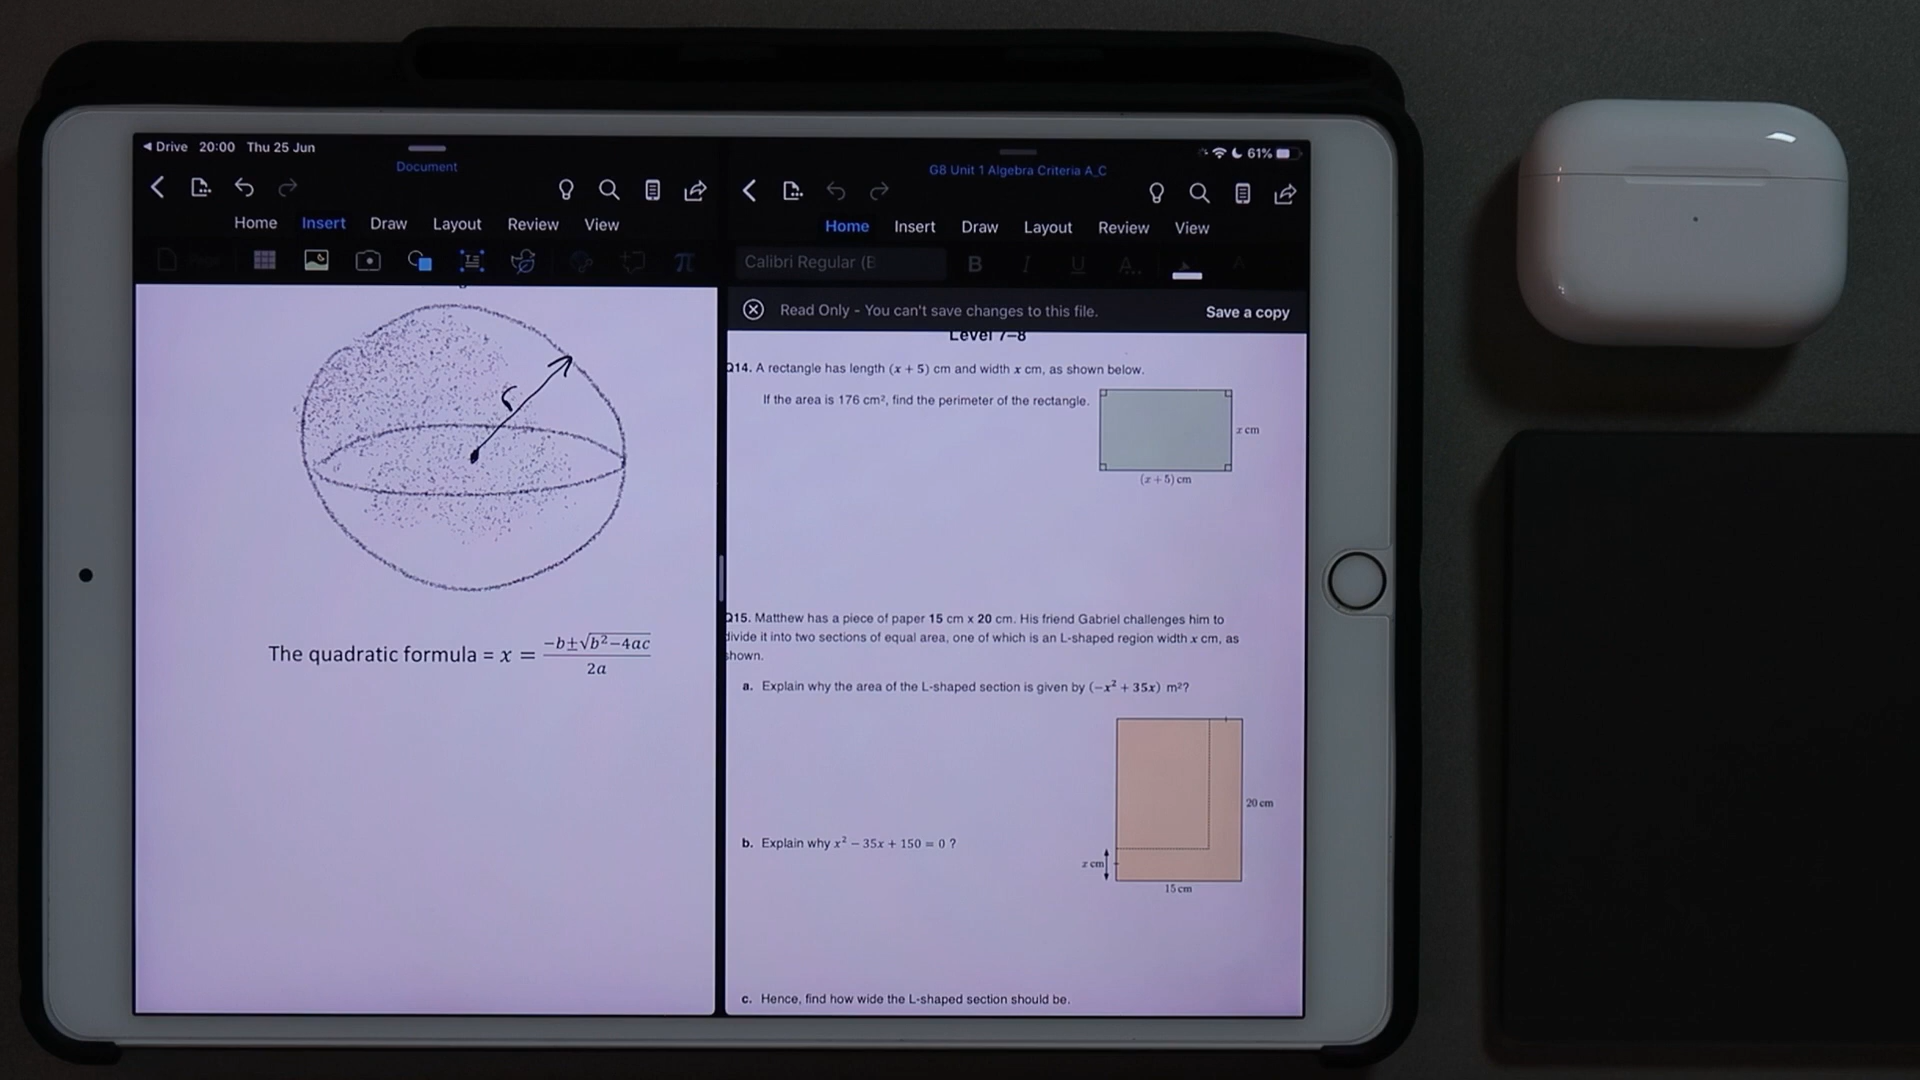 Drive 20:00 Thu 25 Jun
Document
Home Insert Draw Layout Review View
π
r
The quadratic formula = x = −b±√b²−4ac / 2a
61%
G8 Unit 1 Algebra Criteria A_C
Home Insert Draw Layout Review View
Calibri Regular (B
B I U A...
Read Only - You can't save changes to this file. Save a copy
Level 7–8
Q14. A rectangle has length (x + 5) cm and width x cm, as shown below.
If the area is 176 cm², find the perimeter of the rectangle.
x cm
(x + 5) cm
Q15. Matthew has a piece of paper 15 cm x 20 cm. His friend Gabriel challenges him to
divide it into two sections of equal area, one of which is an L-shaped region width x cm, as
shown.
a. Explain why the area of the L-shaped section is given by (−x² + 35x) m²?
20 cm
b. Explain why x² − 35x + 150 = 0 ?
x cm
15 cm
c. Hence, find how wide the L-shaped section should be.